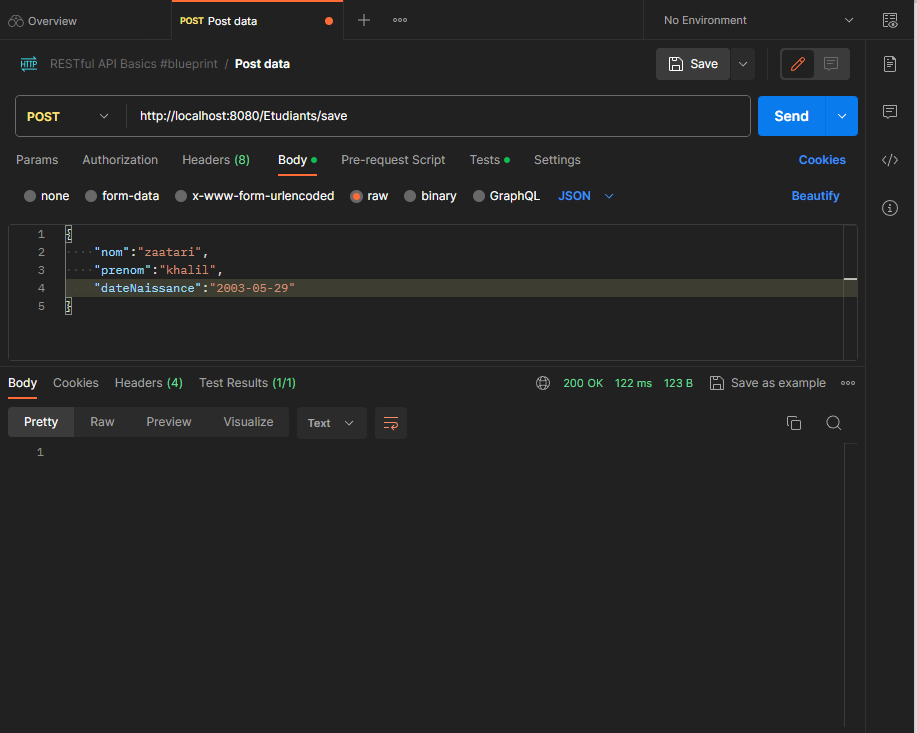 Overview
POST Post data
No Environment
HTTP RESTful API Basics #blueprint / Post data
Save
POST http://localhost:8080/Etudiants/save
Send
Params Authorization Headers (8) Body Pre-request Script Tests Settings Cookies
none form-data x-www-form-urlencoded raw binary GraphQL JSON Beautify
1 {
2 ····"nom":"zaatari",
3 ····"prenom":"khalil",
4 "dateNaissance":"2003-05-29"
5 }
Body Cookies Headers (4) Test Results (1/1) 200 OK 122 ms 123 B Save as example
Pretty Raw Preview Visualize Text
1